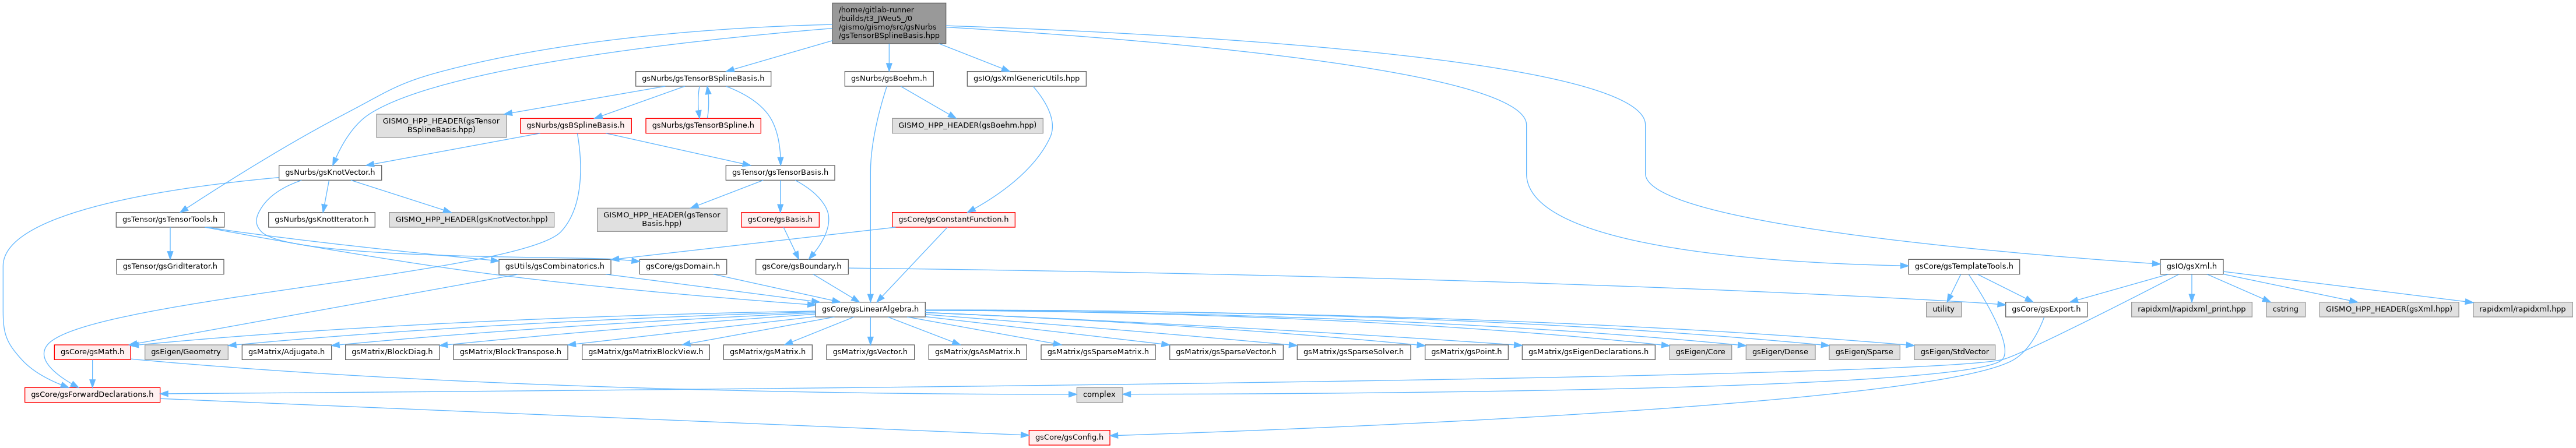 /home/gitlab-runner
/builds/t3_JWeu5_/0
/gismo/gismo/src/gsNurbs
/gsTensorBSplineBasis.hpp
gsNurbs/gsTensorBSplineBasis.h
gsNurbs/gsBoehm.h
gsIO/gsXmlGenericUtils.hpp
GISMO_HPP_HEADER(gsTensor
BSplineBasis.hpp)
gsNurbs/gsBSplineBasis.h
gsNurbs/gsTensorBSpline.h
GISMO_HPP_HEADER(gsBoehm.hpp)
gsNurbs/gsKnotVector.h
gsTensor/gsTensorBasis.h
gsTensor/gsTensorTools.h
gsNurbs/gsKnotIterator.h
GISMO_HPP_HEADER(gsKnotVector.hpp)
GISMO_HPP_HEADER(gsTensor
Basis.hpp)
gsCore/gsBasis.h
gsCore/gsConstantFunction.h
gsTensor/gsGridIterator.h
gsUtils/gsCombinatorics.h
gsCore/gsDomain.h
gsCore/gsBoundary.h
gsCore/gsTemplateTools.h
gsIO/gsXml.h
gsCore/gsLinearAlgebra.h
utility
gsCore/gsExport.h
rapidxml/rapidxml_print.hpp
cstring
GISMO_HPP_HEADER(gsXml.hpp)
rapidxml/rapidxml.hpp
gsCore/gsMath.h
gsEigen/Geometry
gsMatrix/Adjugate.h
gsMatrix/BlockDiag.h
gsMatrix/BlockTranspose.h
gsMatrix/gsMatrixBlockView.h
gsMatrix/gsMatrix.h
gsMatrix/gsVector.h
gsMatrix/gsAsMatrix.h
gsMatrix/gsSparseMatrix.h
gsMatrix/gsSparseVector.h
gsMatrix/gsSparseSolver.h
gsMatrix/gsPoint.h
gsMatrix/gsEigenDeclarations.h
gsEigen/Core
gsEigen/Dense
gsEigen/Sparse
gsEigen/StdVector
gsCore/gsForwardDeclarations.h
complex
gsCore/gsConfig.h